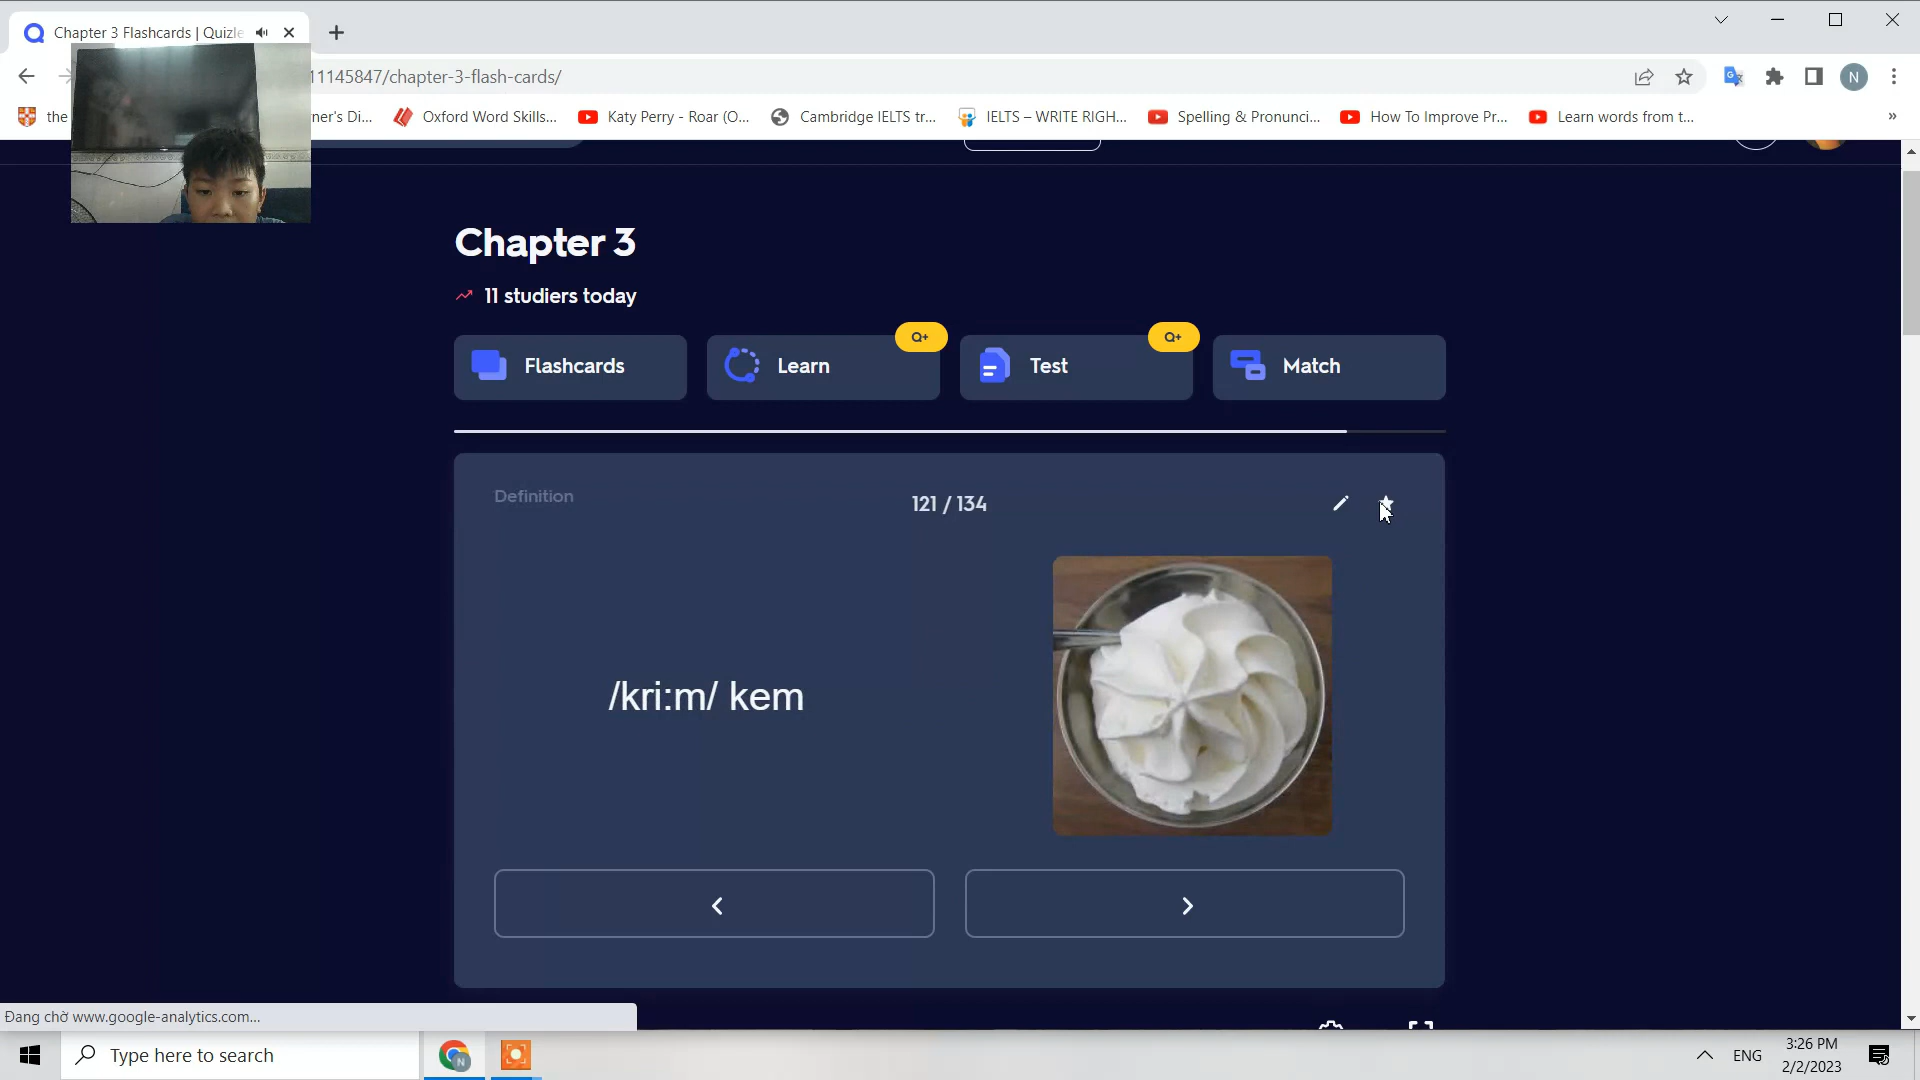 Chapter 3 Flashcards | Quizle
11145847/chapter-3-flash-cards/
N
the
ner's Di...
Oxford Word Skills...
Katy Perry - Roar (O...
Cambridge IELTS tr...
IELTS – WRITE RIGH...
Spelling & Pronunci...
How To Improve Pr...
Learn words from t...
»
Chapter 3
11 studiers today
Flashcards
Learn
Q+
Test
Q+
Match
Definition
121 / 134
/kri:m/ kem
Đang chờ www.google-analytics.com...
Type here to search
N
ENG
3:26 PM
2/2/2023